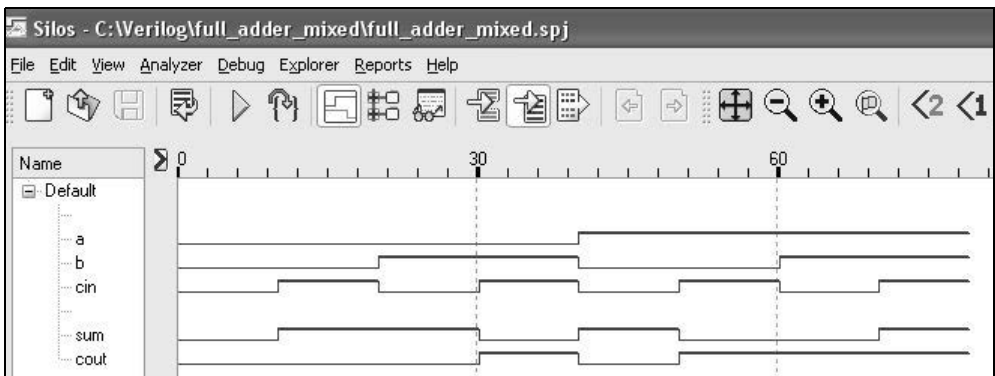 Silos - C:\Verilog\full_adder_mixed\full_adder_mixed.spj
File Edit View Analyzer Debug Explorer Reports Help
2 1
Name 0 30 60
Default
a
b
cin
sum
cout